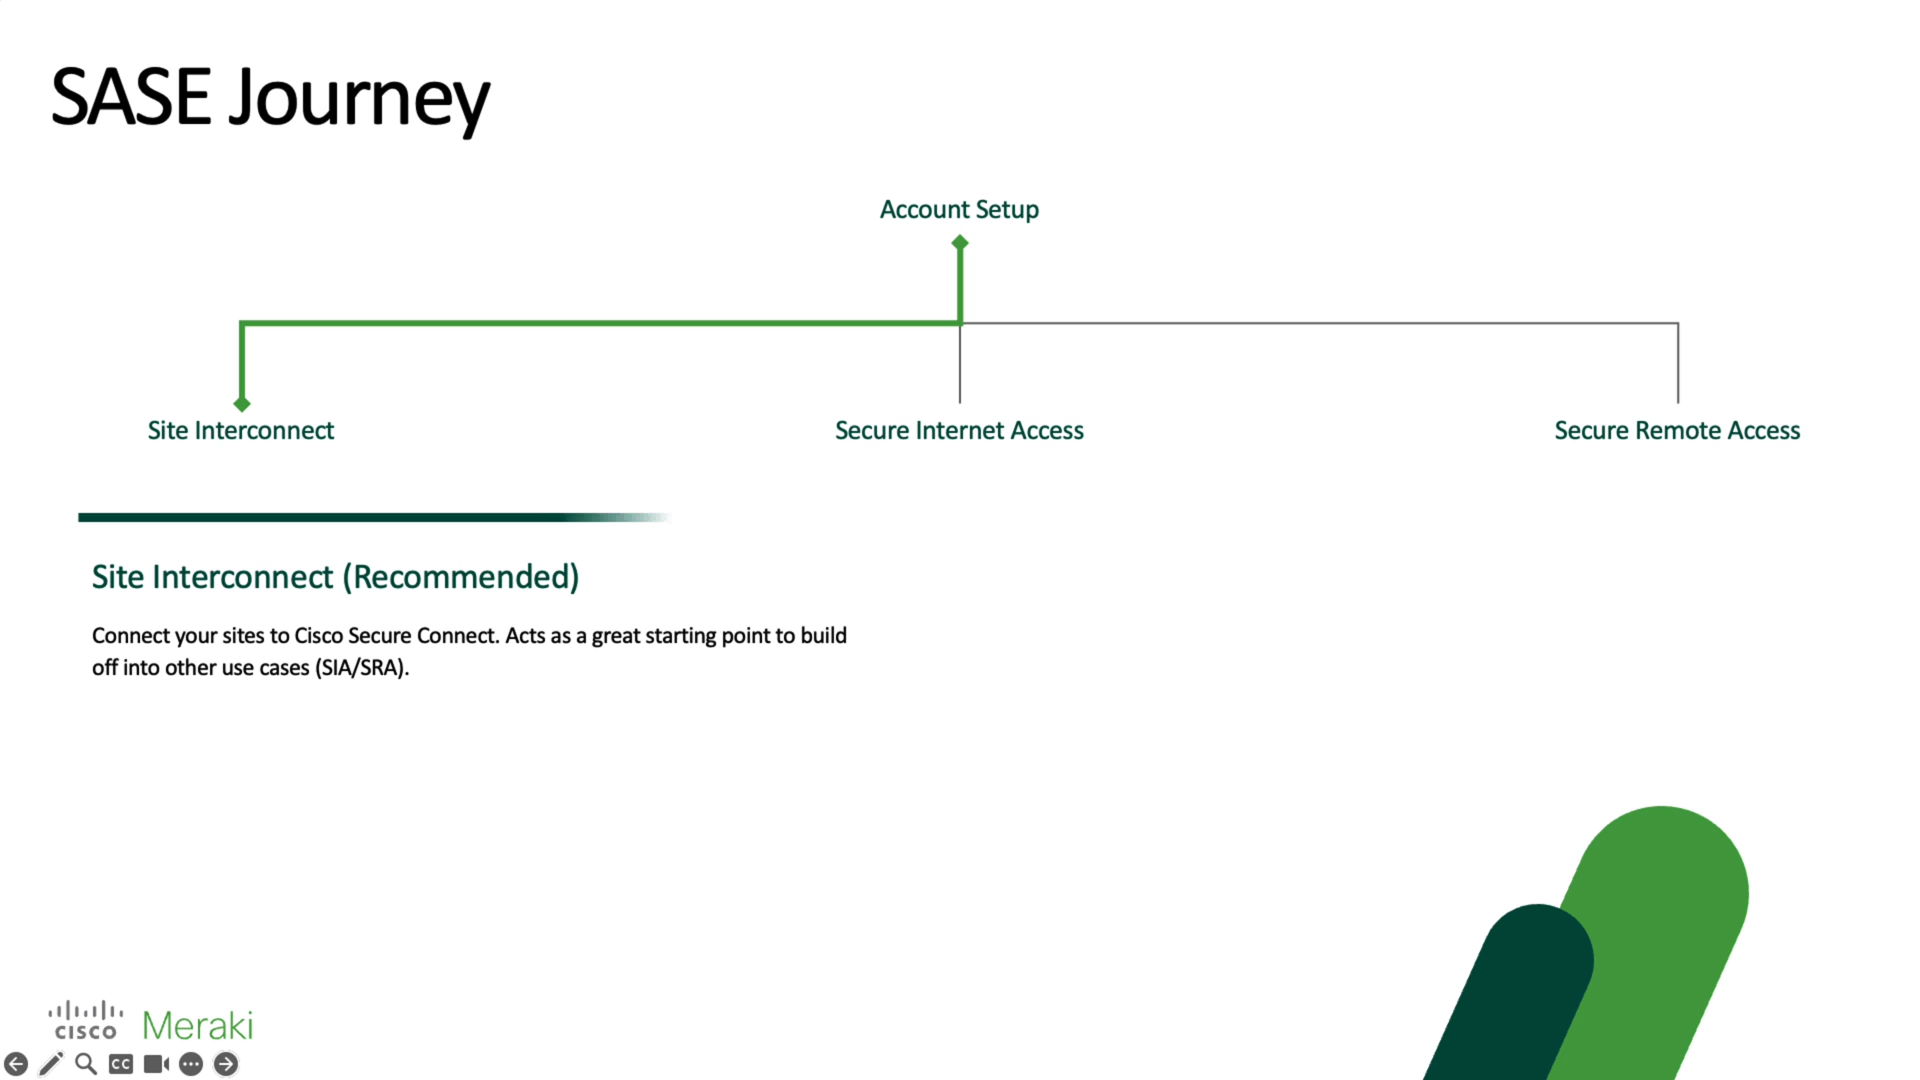 SASE Journey
Account Setup
Site Interconnect
Secure Internet Access
Secure Remote Access
Site Interconnect (Recommended)
Connect your sites to Cisco Secure Connect. Acts as a great starting point to build
off into other use cases (SIA/SRA).
CISCO Meraki
CC